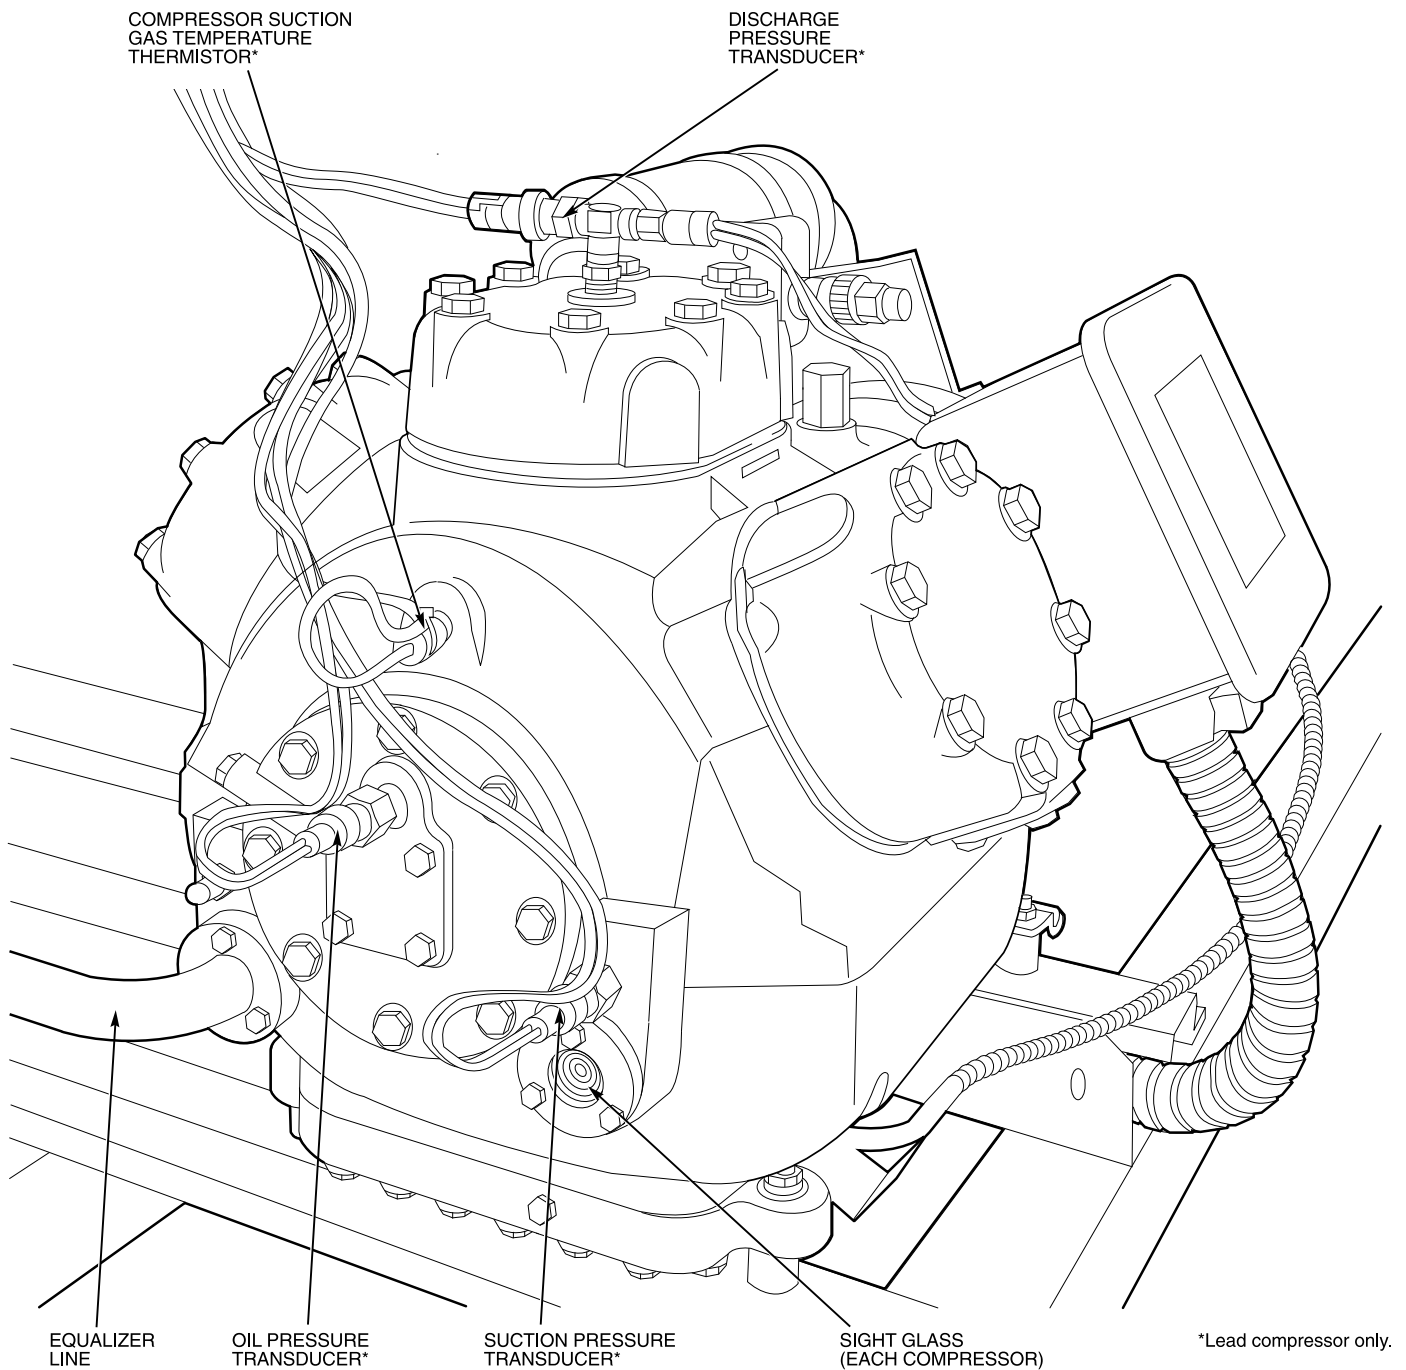 COMPRESSOR SUCTION
GAS TEMPERATURE
THERMISTOR*
DISCHARGE
PRESSURE
TRANSDUCER*
EQUALIZER
LINE
OIL PRESSURE
TRANSDUCER*
SUCTION PRESSURE
TRANSDUCER*
SIGHT GLASS
(EACH COMPRESSOR)
*Lead compressor only.